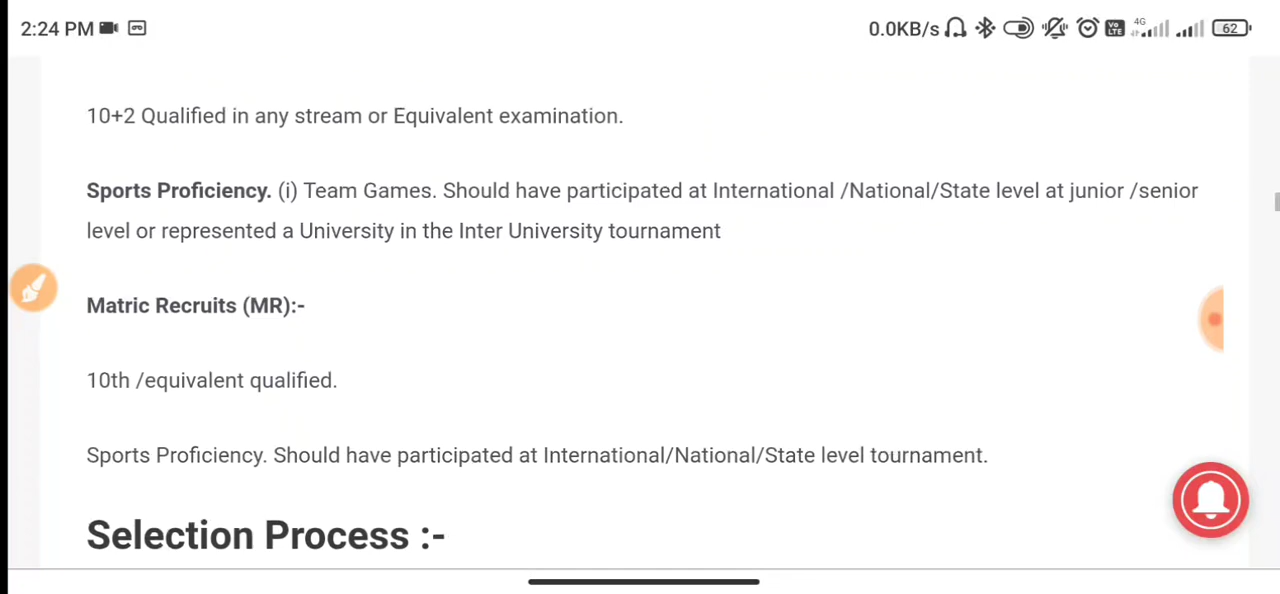 2:24 PM
0.0KB/s 4G Vo LTE 62
10+2 Qualified in any stream or Equivalent examination.
Sports Proficiency. (i) Team Games. Should have participated at International /National/State level at junior /senior
level or represented a University in the Inter University tournament
Matric Recruits (MR):-
10th /equivalent qualified.
Sports Proficiency. Should have participated at International/National/State level tournament.
Selection Process :-